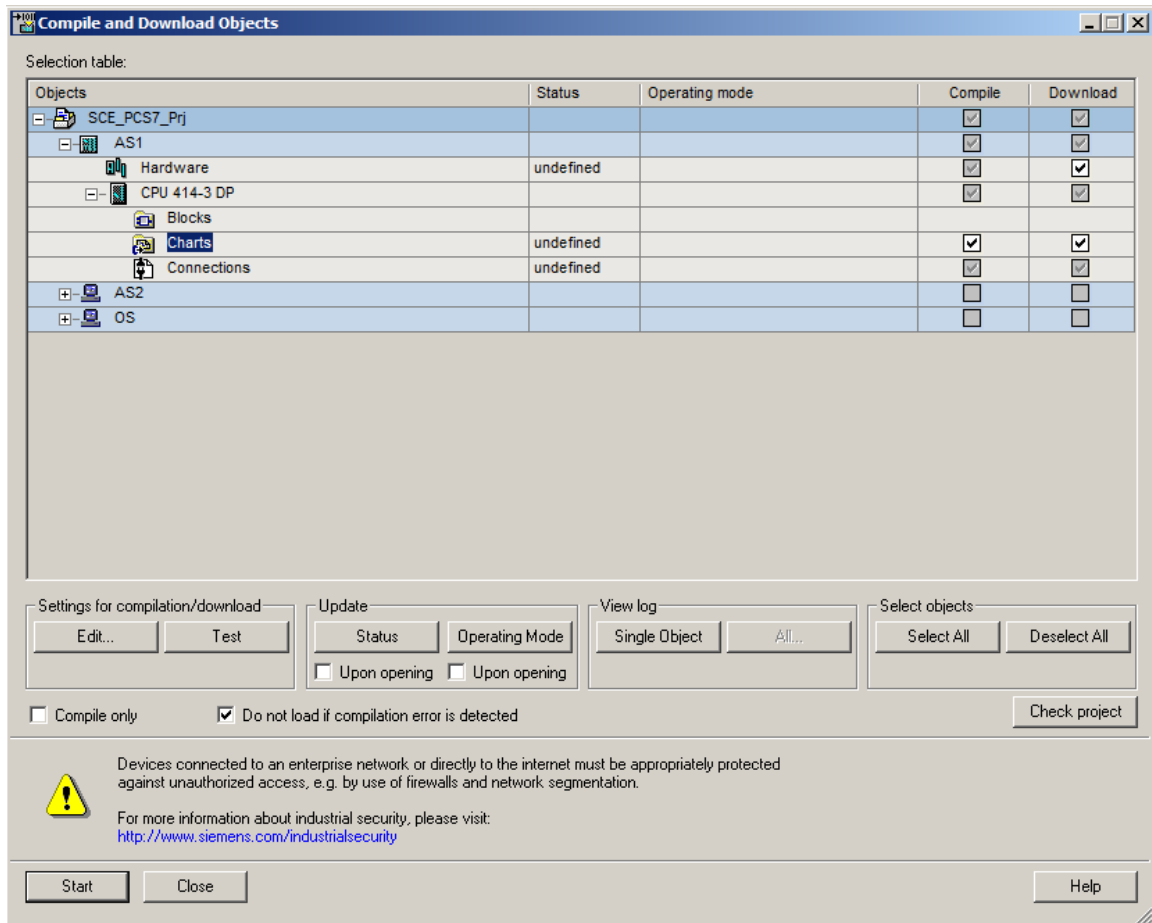 Compile and Download Objects
Selection table:
Objects Status Operating mode Compile Download
SCE_PCS7_Prj
AS1
Hardware undefined
CPU 414-3 DP
Blocks
Charts undefined
Connections undefined
AS2
OS
Settings for compilation/download Update View log Select objects
Edit... Test Status Operating Mode Single Object All... Select All Deselect All
Upon opening Upon opening
Compile only Do not load if compilation error is detected Check project
Devices connected to an enterprise network or directly to the internet must be appropriately protected
against unauthorized access, e.g. by use of firewalls and network segmentation.
For more information about industrial security, please visit:
http://www.siemens.com/industrialsecurity
Start Close Help